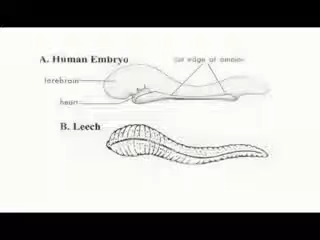 A. Human Embryo
cut edge of amnion
forebrain
heart
B. Leech